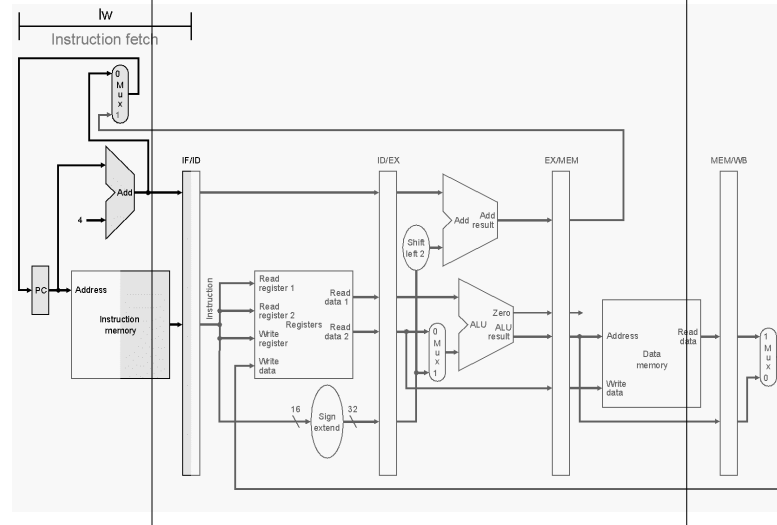 lw
Instruction fetch
0
M
u
x
1
IF/ID
ID/EX
EX/MEM
MEM/WB
Add
4
Add
Add
result
Shift
left 2
PC
Address
Instruction
memory
Instruction
Read
register 1
Read
register 2
Write
register
Write
data
Registers
Read
data 1
Read
data 2
0
M
u
x
1
Zero
ALU
ALU
result
Address
Write
data
Data
memory
Read
data
1
M
u
x
0
16
Sign
extend
32